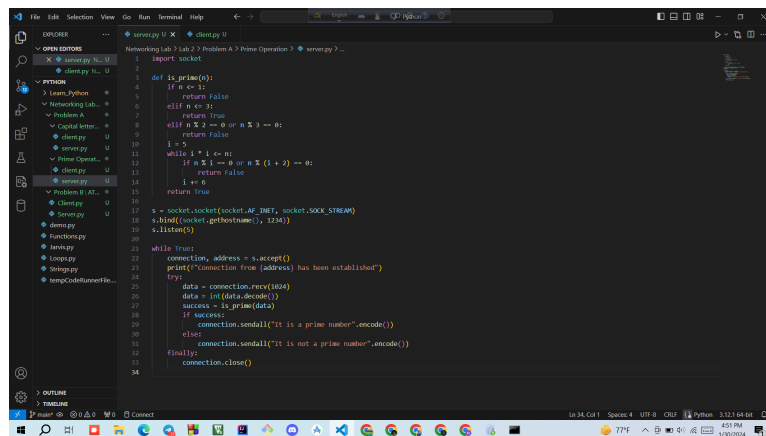 File Edit Selection View Go Run Terminal Help
English
Python
EXPLORER
server.py U
client.py U
OPEN EDITORS
server.py N... U
client.py N... U
PYTHON
Learn_Python
Networking Lab...
Problem A
Capital letter...
client.py U
server.py U
Prime Operat...
client.py U
server.py U
Problem B \ AT...
Client.py U
Server.py U
demo.py
Functions.py
Jarvis.py
Loops.py
Strings.py
tempCodeRunnerFile....
OUTLINE
TIMELINE
Networking Lab > Lab 2 > Problem A > Prime Operation > server.py > ...
1 import socket
2
3 def is_prime(n):
4 if n <= 1:
5 return False
6 elif n <= 3:
7 return True
8 elif n % 2 == 0 or n % 3 == 0:
9 return False
10 i = 5
11 while i * i <= n:
12 if n % i == 0 or n % (i + 2) == 0:
13 return False
14 i += 6
15 return True
16
17 s = socket.socket(socket.AF_INET, socket.SOCK_STREAM)
18 s.bind((socket.gethostname(), 1234))
19 s.listen(5)
20
21 while True:
22 connection, address = s.accept()
23 print(f"Connection from {address} has been established")
24 try:
25 data = connection.recv(1024)
26 data = int(data.decode())
27 success = is_prime(data)
28 if success:
29 connection.sendall("It is a prime number".encode())
30 else:
31 connection.sendall("It is not a prime number".encode())
32 finally:
33 connection.close()
34
main* 0 0 0 Connect
Ln 34, Col 1 Spaces: 4 UTF-8 CRLF Python 3.12.1 64-bit
77°F
4:51 PM
1/30/2024